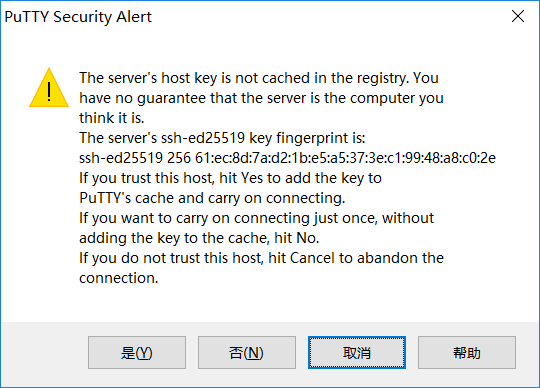 PuTTY Security Alert
The server's host key is not cached in the registry. You
have no guarantee that the server is the computer you
think it is.
The server's ssh-ed25519 key fingerprint is:
ssh-ed25519 256 61:ec:8d:7a:d2:1b:e5:a5:37:3e:c1:99:48:a8:c0:2e
If you trust this host, hit Yes to add the key to
PuTTY's cache and carry on connecting.
If you want to carry on connecting just once, without
adding the key to the cache, hit No.
If you do not trust this host, hit Cancel to abandon the
connection.
是(Y) 否(N) 取消 帮助